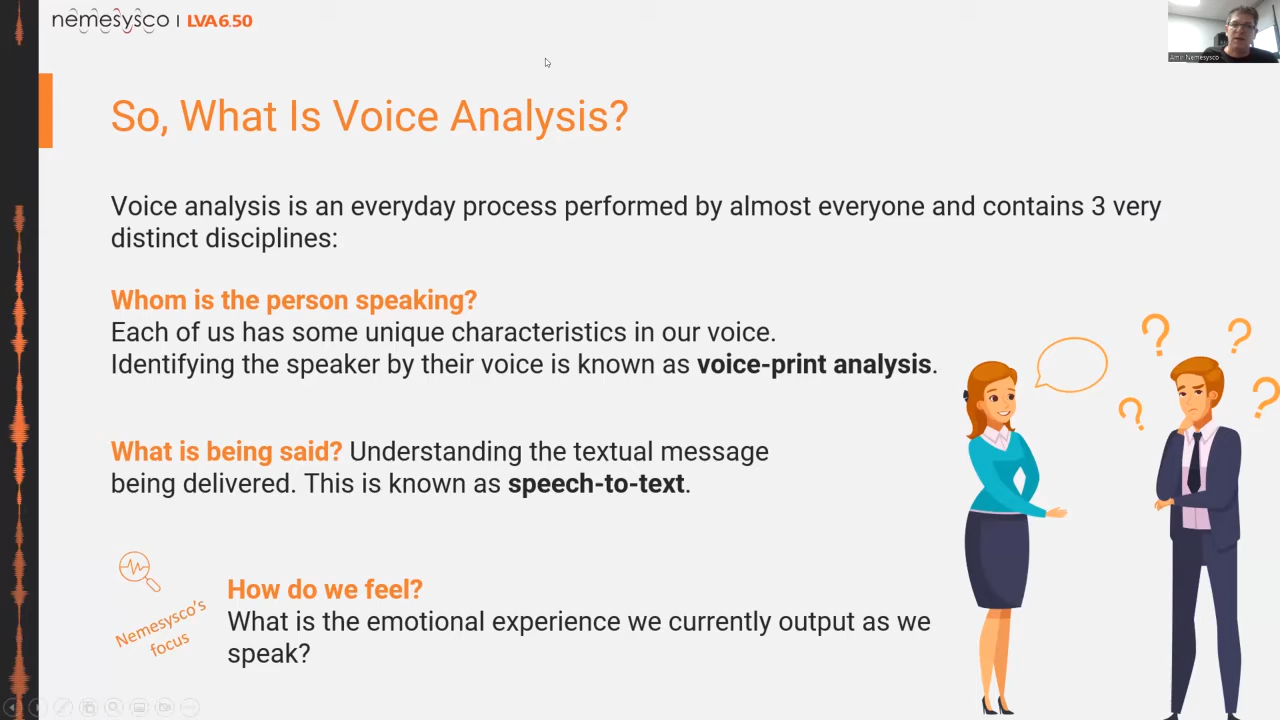 nemesysco | LVA6.50
Amir Nemesysco
So, What Is Voice Analysis?
Voice analysis is an everyday process performed by almost everyone and contains 3 very
distinct disciplines:
Whom is the person speaking?
Each of us has some unique characteristics in our voice.
Identifying the speaker by their voice is known as voice-print analysis.
What is being said? Understanding the textual message
being delivered. This is known as speech-to-text.
Nemesysco's
focus
How do we feel?
What is the emotional experience we currently output as we
speak?